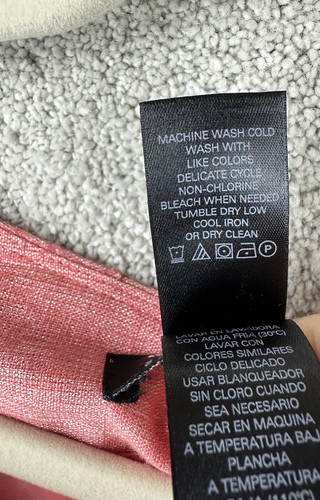 MACHINE WASH COLD
WASH WITH
LIKE COLORS
DELICATE CYCLE
NON-CHLORINE
BLEACH WHEN NEEDED
TUMBLE DRY LOW
COOL IRON
OR DRY CLEAN
P
LAVAR EN LAVADORA
CON AGUA FRIA (30°C)
LAVAR CON
COLORES SIMILARES
CICLO DELICADO
USAR BLANQUEADOR
SIN CLORO CUANDO
SEA NECESARIO
SECAR EN MAQUINA
A TEMPERATURA BAJ
PLANCHA
A TEMPERATURA